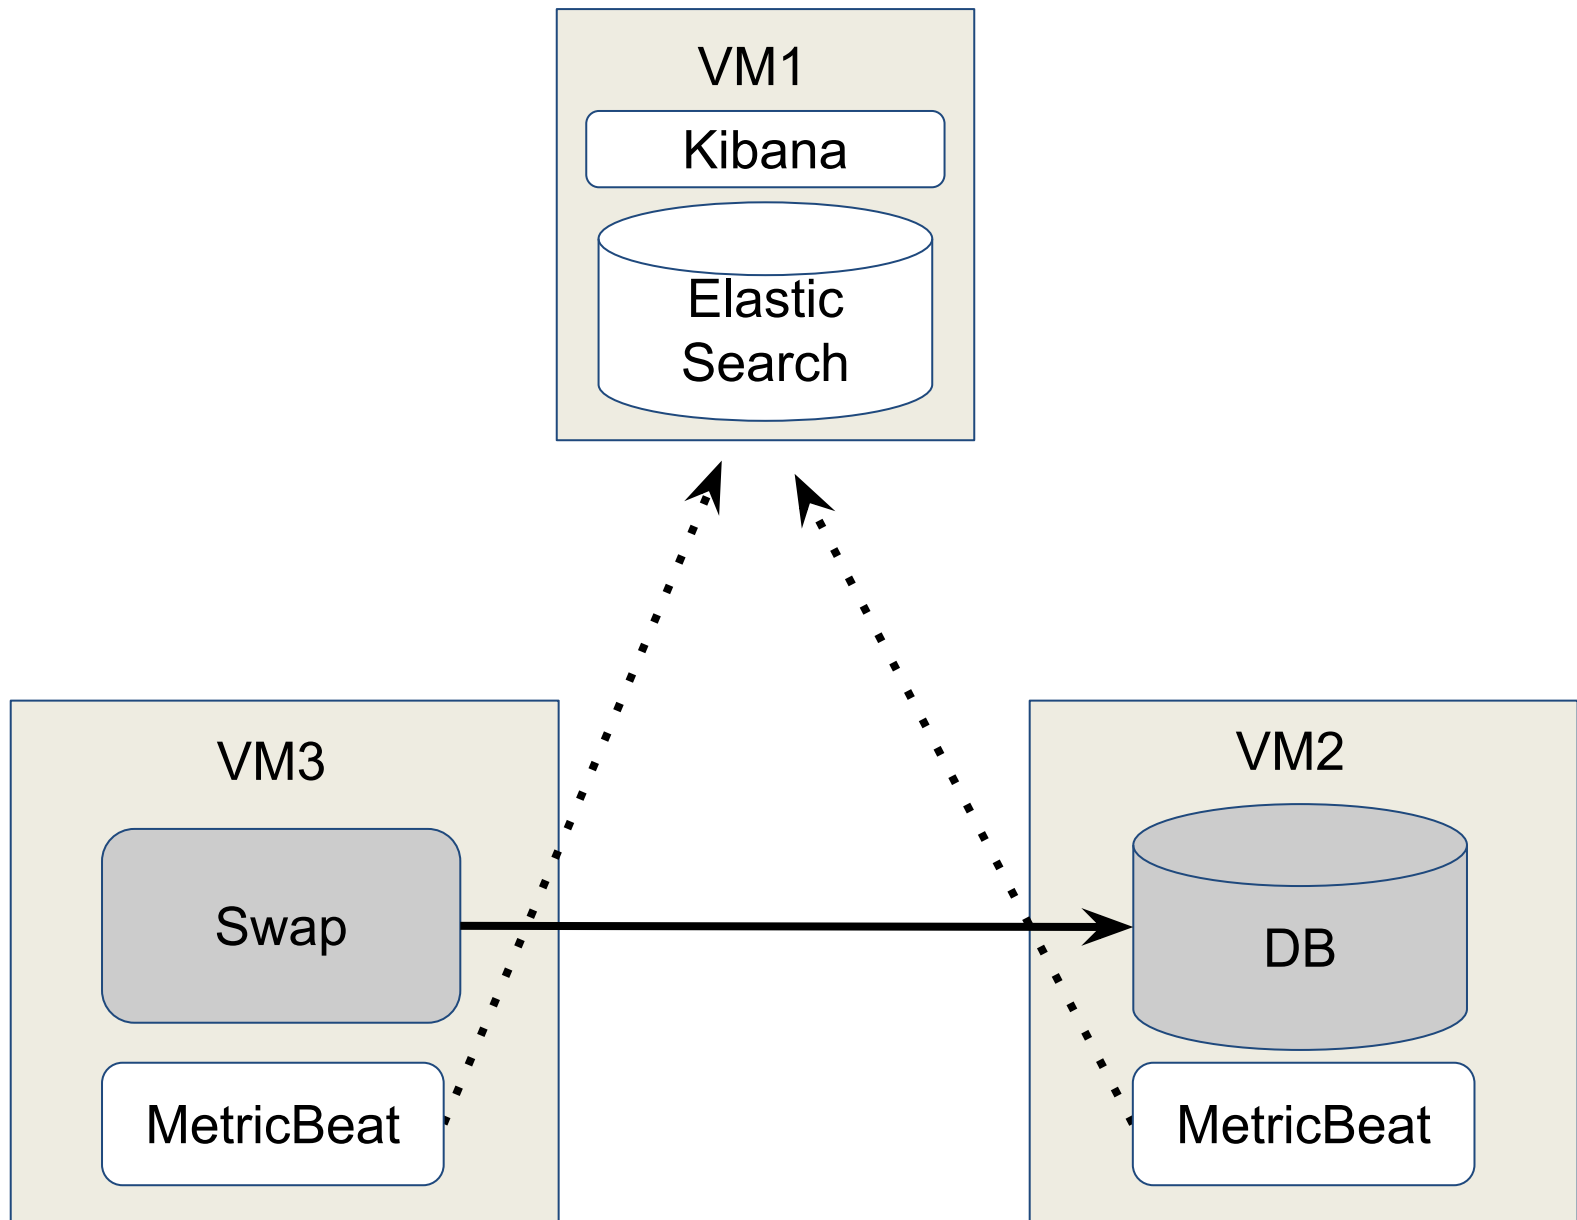 VM1
Kibana
Elastic
Search
VM3
Swap
MetricBeat
VM2
DB
MetricBeat